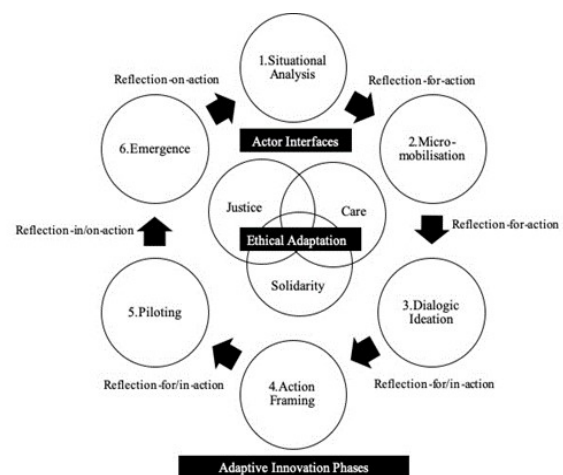 1.Situational
Analysis
Reflection-on-action
Reflection-for-action
Actor Interfaces
6.Emergence
2.Micro-
mobilisation
Justice
Care
Reflection-in/on-action
Reflection-for-action
Ethical Adaptation
Solidarity
5.Piloting
3.Dialogic
Ideation
Reflection-for/in-action
Reflection-for/in-action
4.Action
Framing
Adaptive Innovation Phases